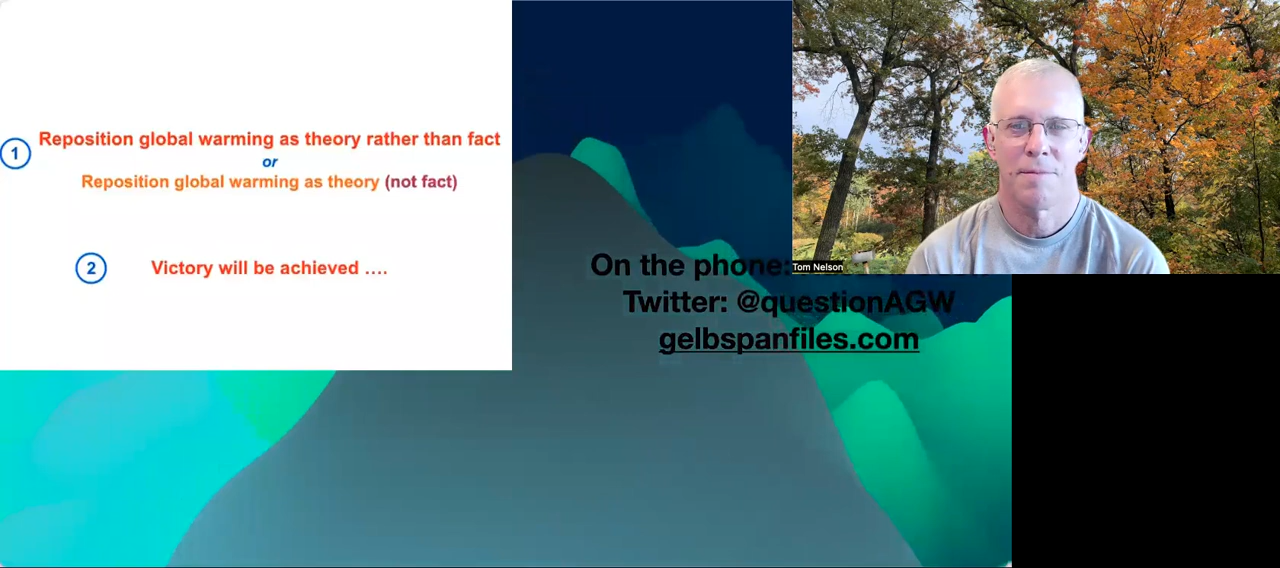 1
Reposition global warming as theory rather than fact
or
Reposition global warming as theory (not fact)
2
Victory will be achieved ....
On the phone:
Tom Nelson
Twitter: @questionAGW
gelbspanfiles.com